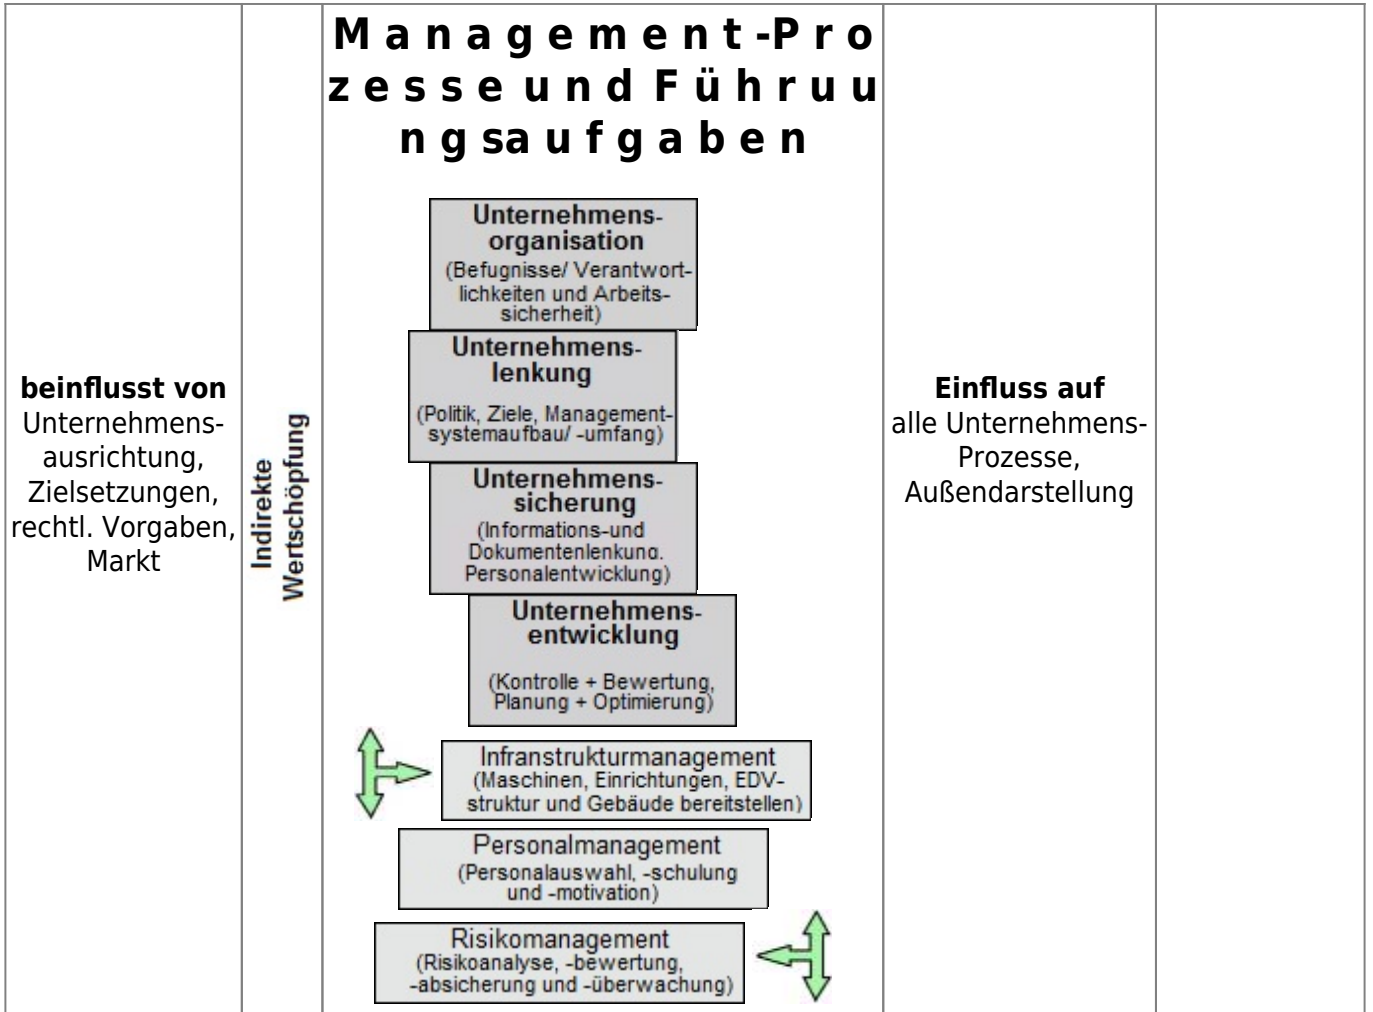 M a n a g e m e n t -P r o
z e s s e u n d F ü h r u u
n g sa u f g a b e n
Unternehmens-
organisation
(Befugnisse/ Verantwort-
lichkeiten und Arbeits-
sicherheit)
Unternehmens-
lenkung
(Politik, Ziele, Management-
systemaufbau/ -umfang)
beinflusst von
Unternehmens-
ausrichtung,
Zielsetzungen,
rechtl. Vorgaben,
Markt
Indirekte
Wertschöpfung
Unternehmens-
sicherung
(Informations-und
Dokumentenlenkung.
Personalentwicklung)
Unternehmens-
entwicklung
(Kontrolle + Bewertung,
Planung + Optimierung)
Infranstrukturmanagement
(Maschinen, Einrichtungen, EDV-
struktur und Gebäude bereitstellen)
Personalmanagement
(Personalauswahl, -schulung
und -motivation)
Risikomanagement
(Risikoanalyse, -bewertung,
-absicherung und -überwachung)
Einfluss auf
alle Unternehmens-
Prozesse,
Außendarstellung